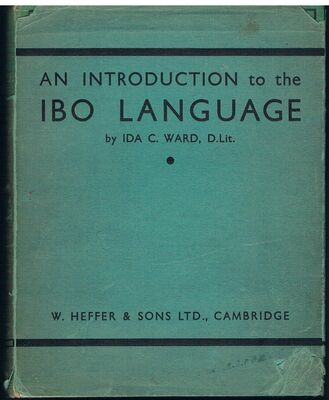 AN INTRODUCTION to the
IBO LANGUAGE
by IDA C. WARD, D.Lit.
W. HEFFER & SONS LTD., CAMBRIDGE